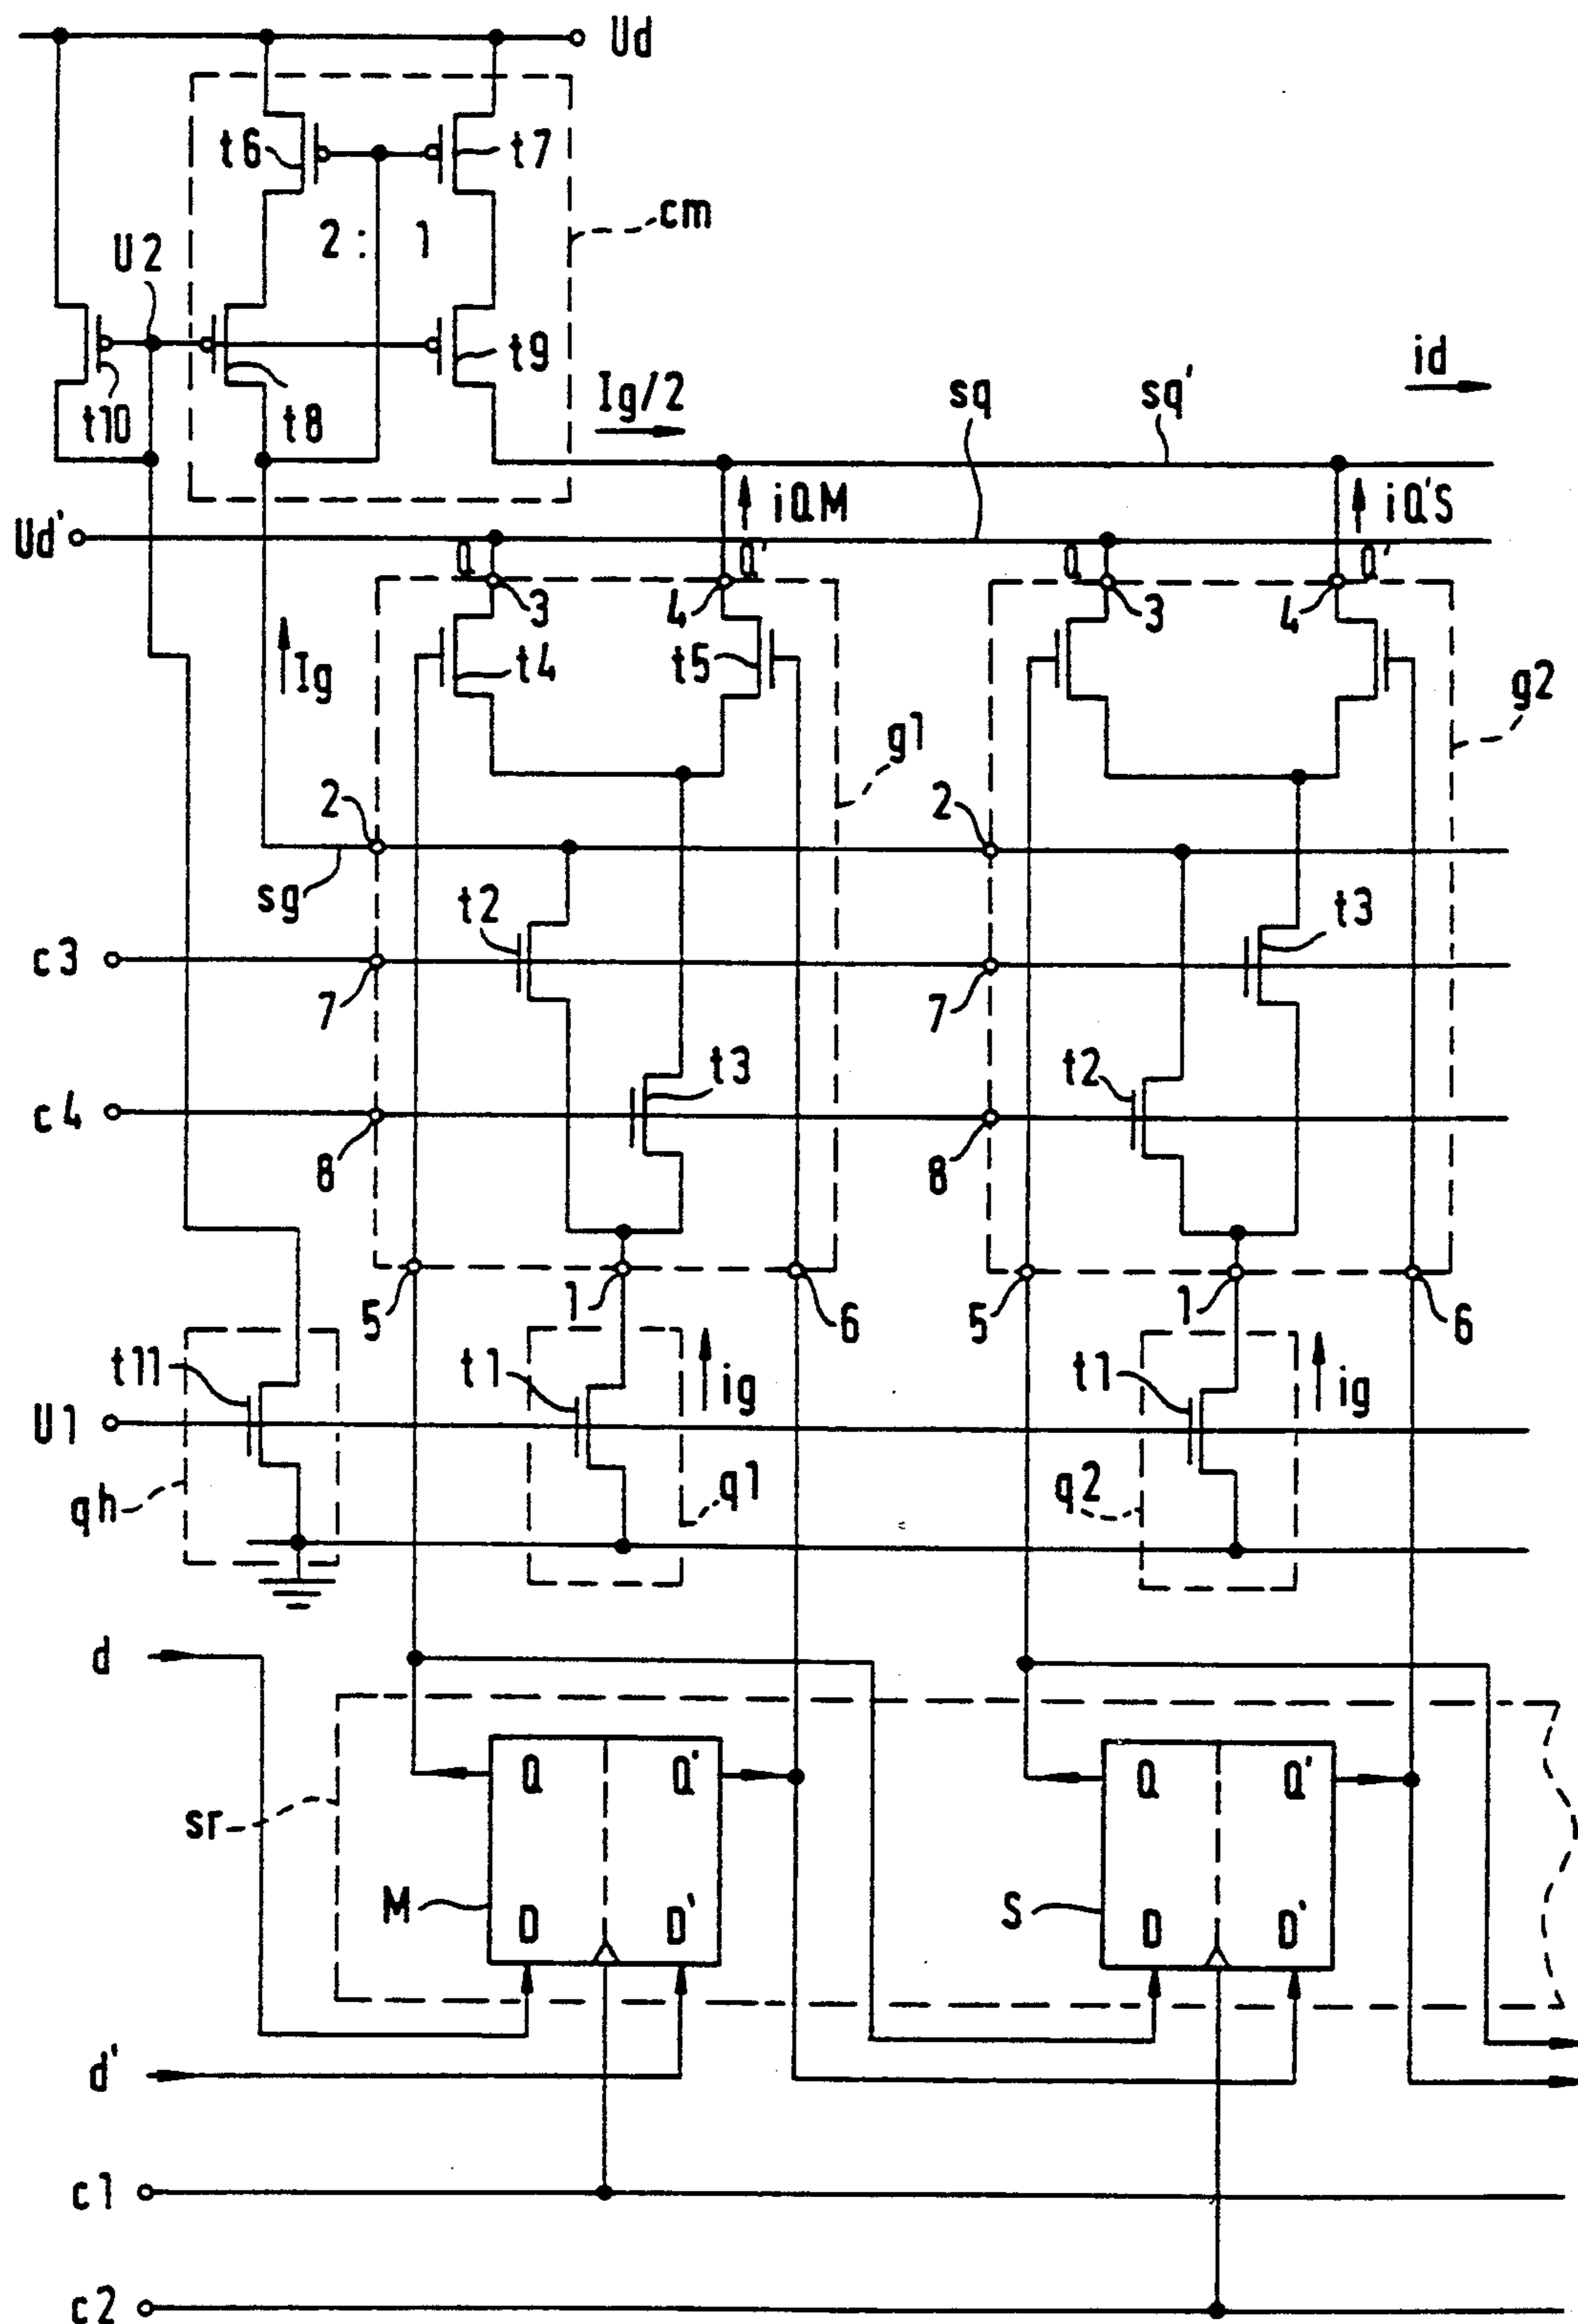 Ud
t6
t7
2 : 1
cm
U2
t9
t10
t8
Ig/2
sq
sq'
id
Ud'
Q
iQM
Q'
Q
iQ'S
Q'
3
4
3
4
Ig
t4
t5
g1
g2
2
2
sg
t2
t3
c3
7
7
t3
t2
c4
8
8
5
1
6
5
1
6
t11
t1
ig
t1
ig
U1
qh
q1
q2
d
Q
Q'
Q
Q'
sr
M
D
D'
S
D
D'
d'
c1
c2